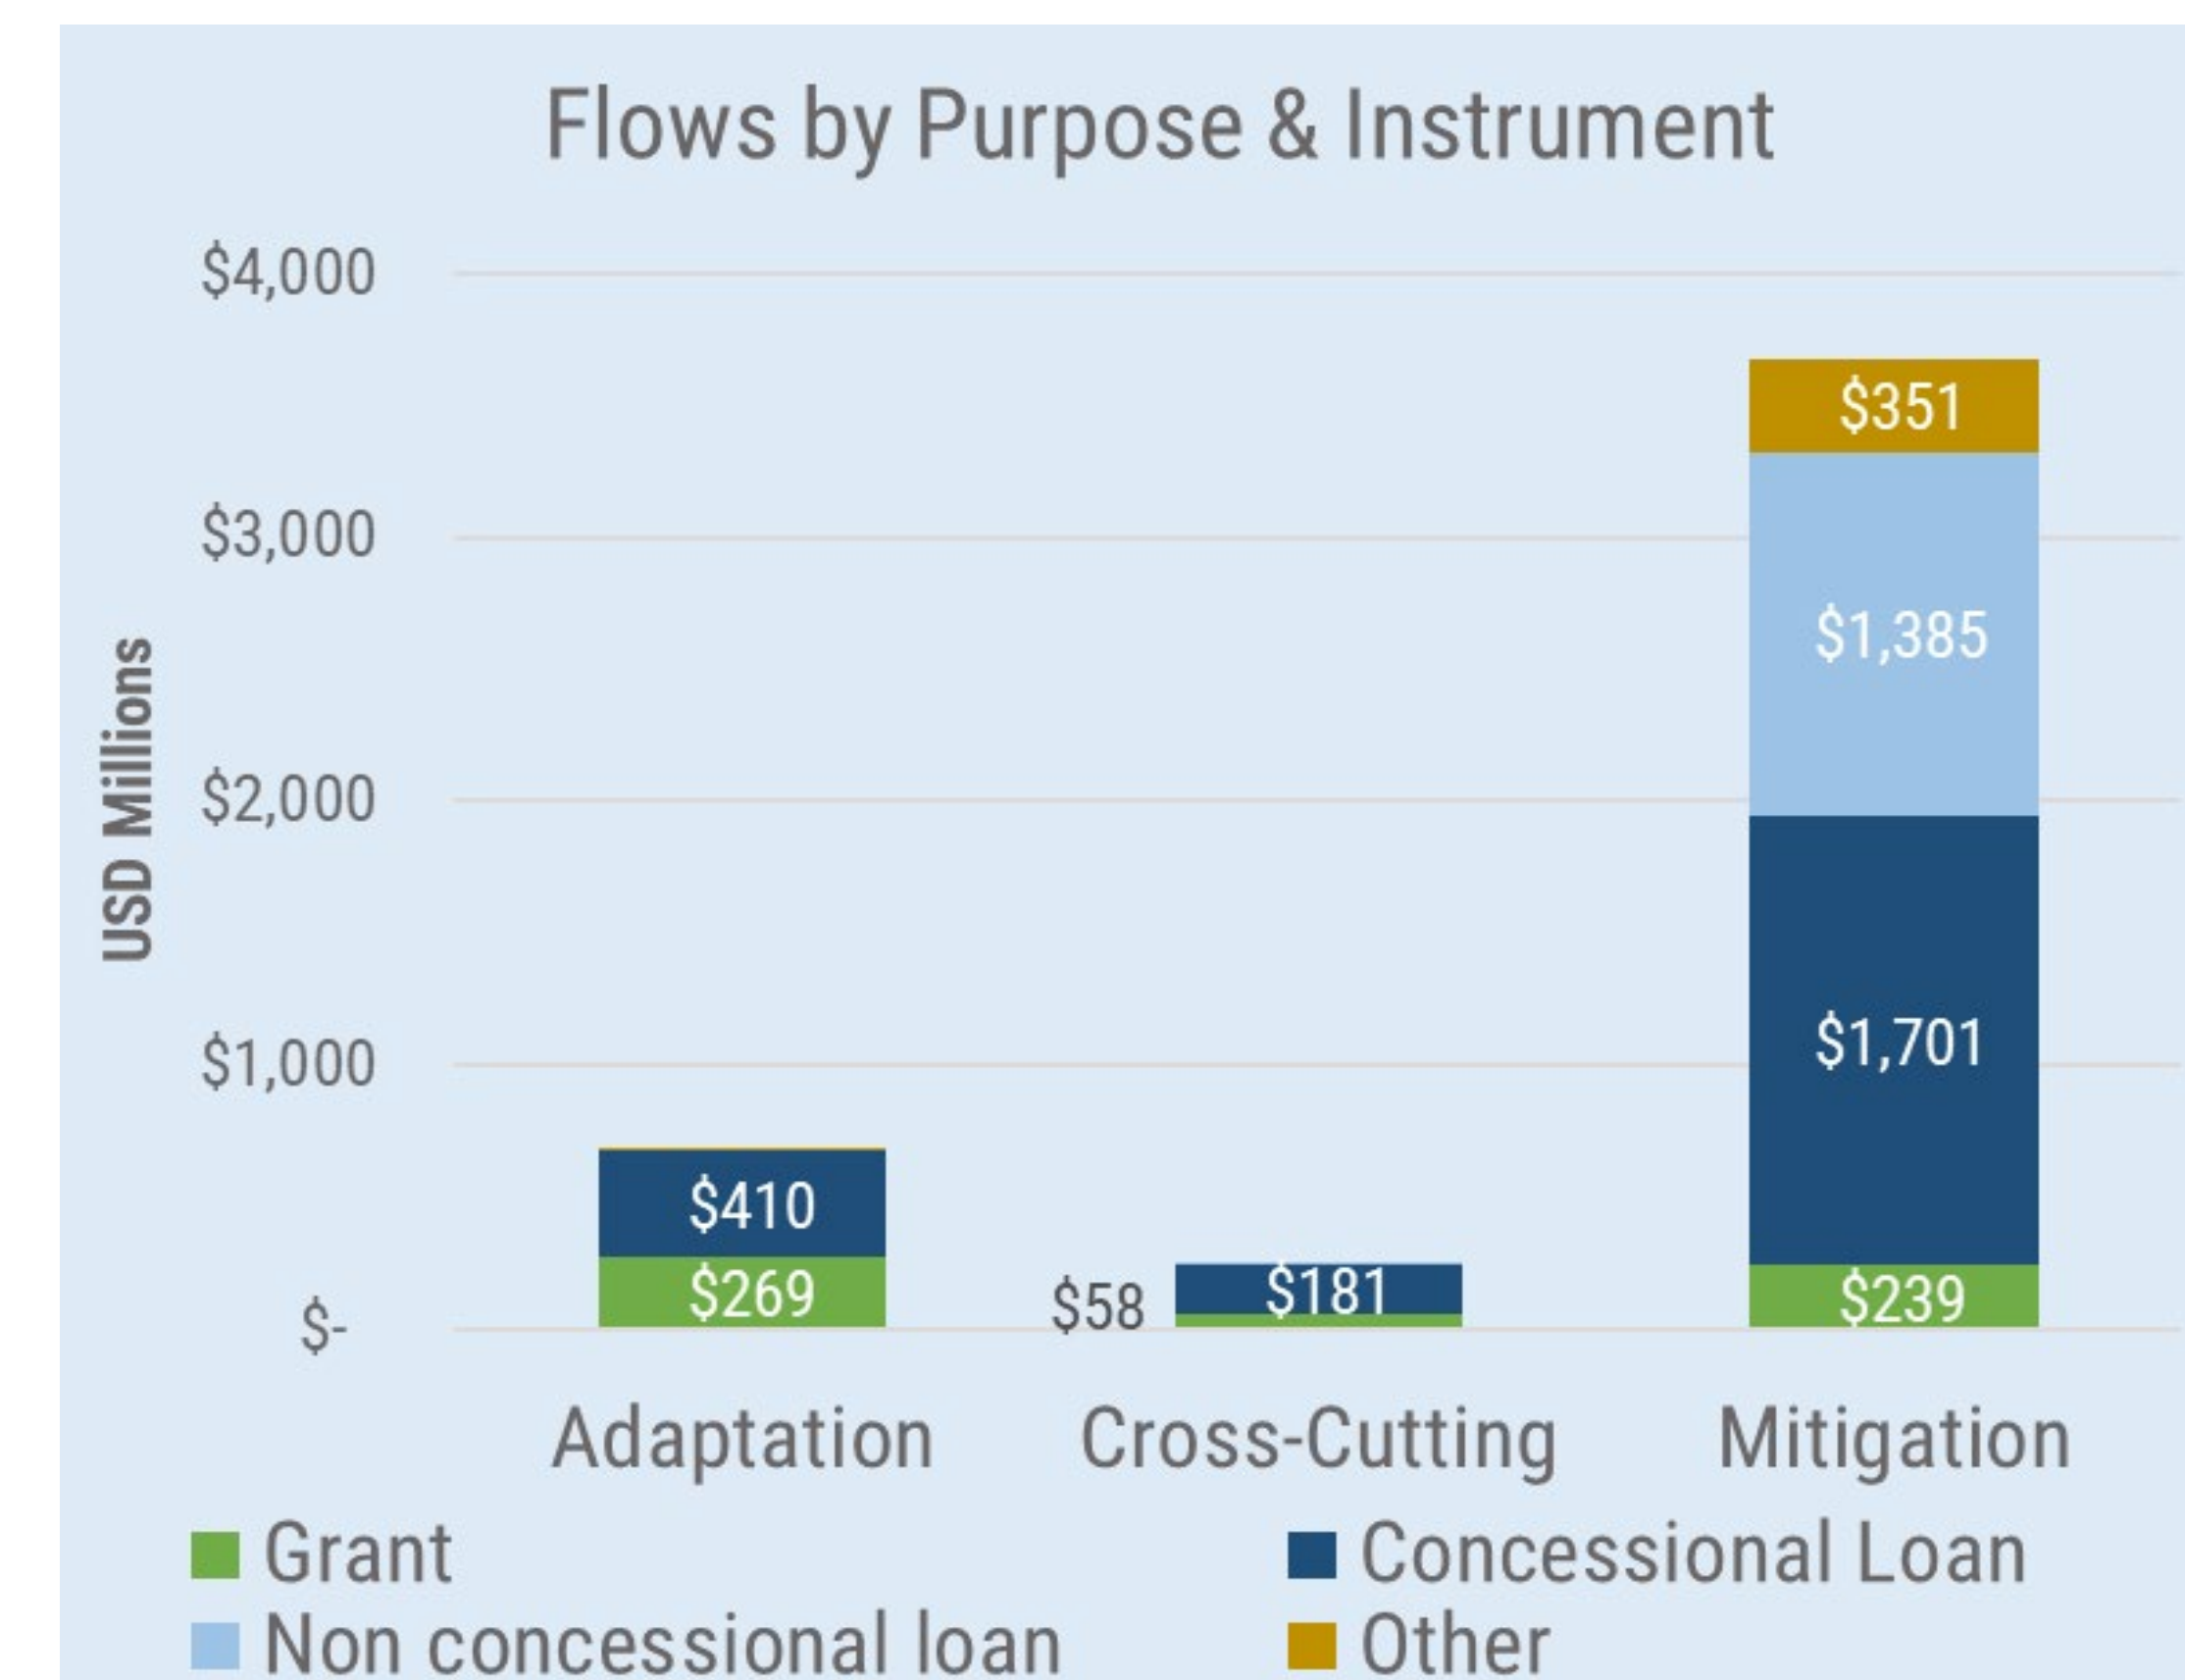 Flows by Purpose & Instrument
$4,000
$3,000
$2,000
$1,000
$-
USD Millions
$410
$269
$58
$181
$351
$1,385
$1,701
$239
Adaptation
Cross-Cutting
Mitigation
Grant
Concessional Loan
Non concessional loan
Other